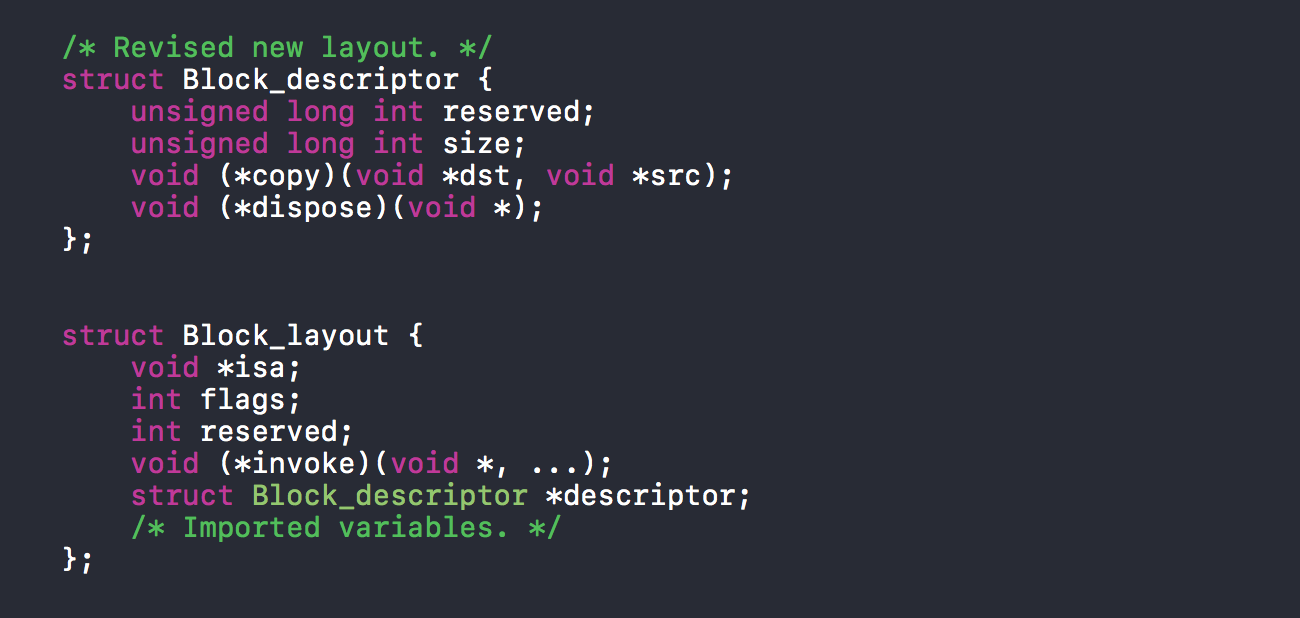 /* Revised new layout. */
struct Block_descriptor {
    unsigned long int reserved;
    unsigned long int size;
    void (*copy)(void *dst, void *src);
    void (*dispose)(void *);
};
struct Block_layout {
    void *isa;
    int flags;
    int reserved;
    void (*invoke)(void *, ...);
    struct Block_descriptor *descriptor;
    /* Imported variables. */
};